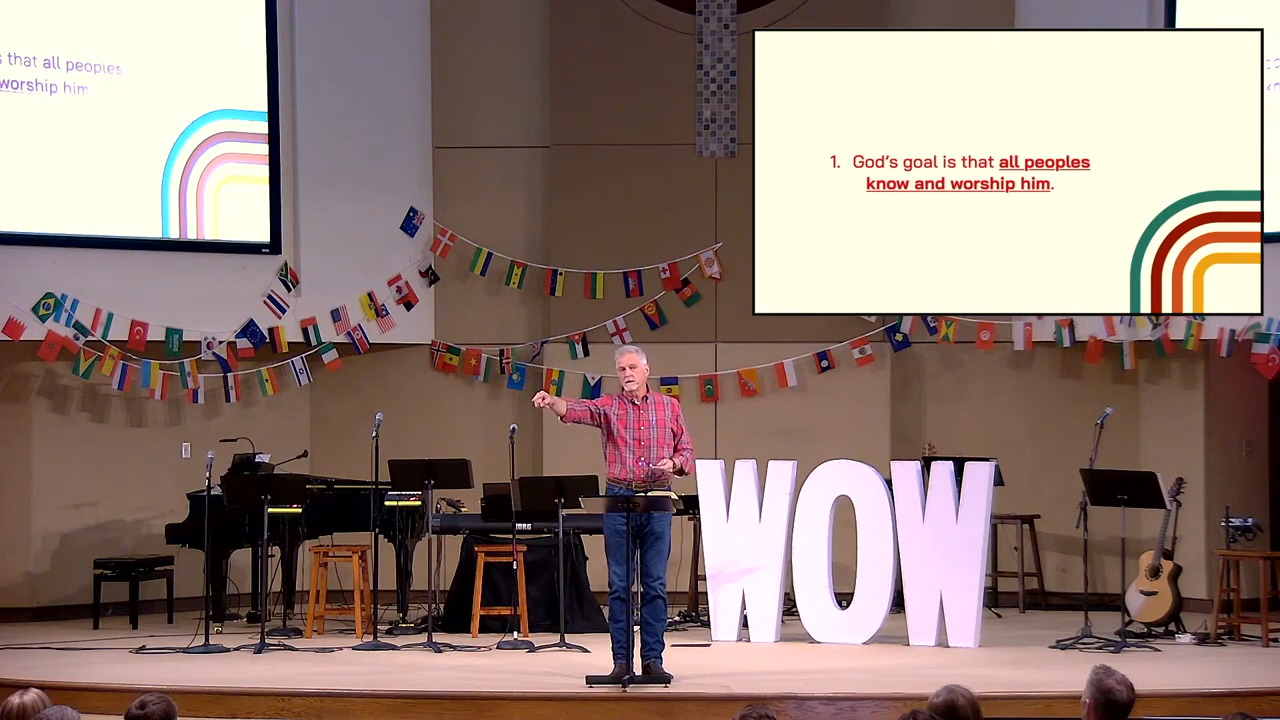 s that all peoples
worship him
1. God's goal is that all peoples
know and worship him.
KORG
WOW